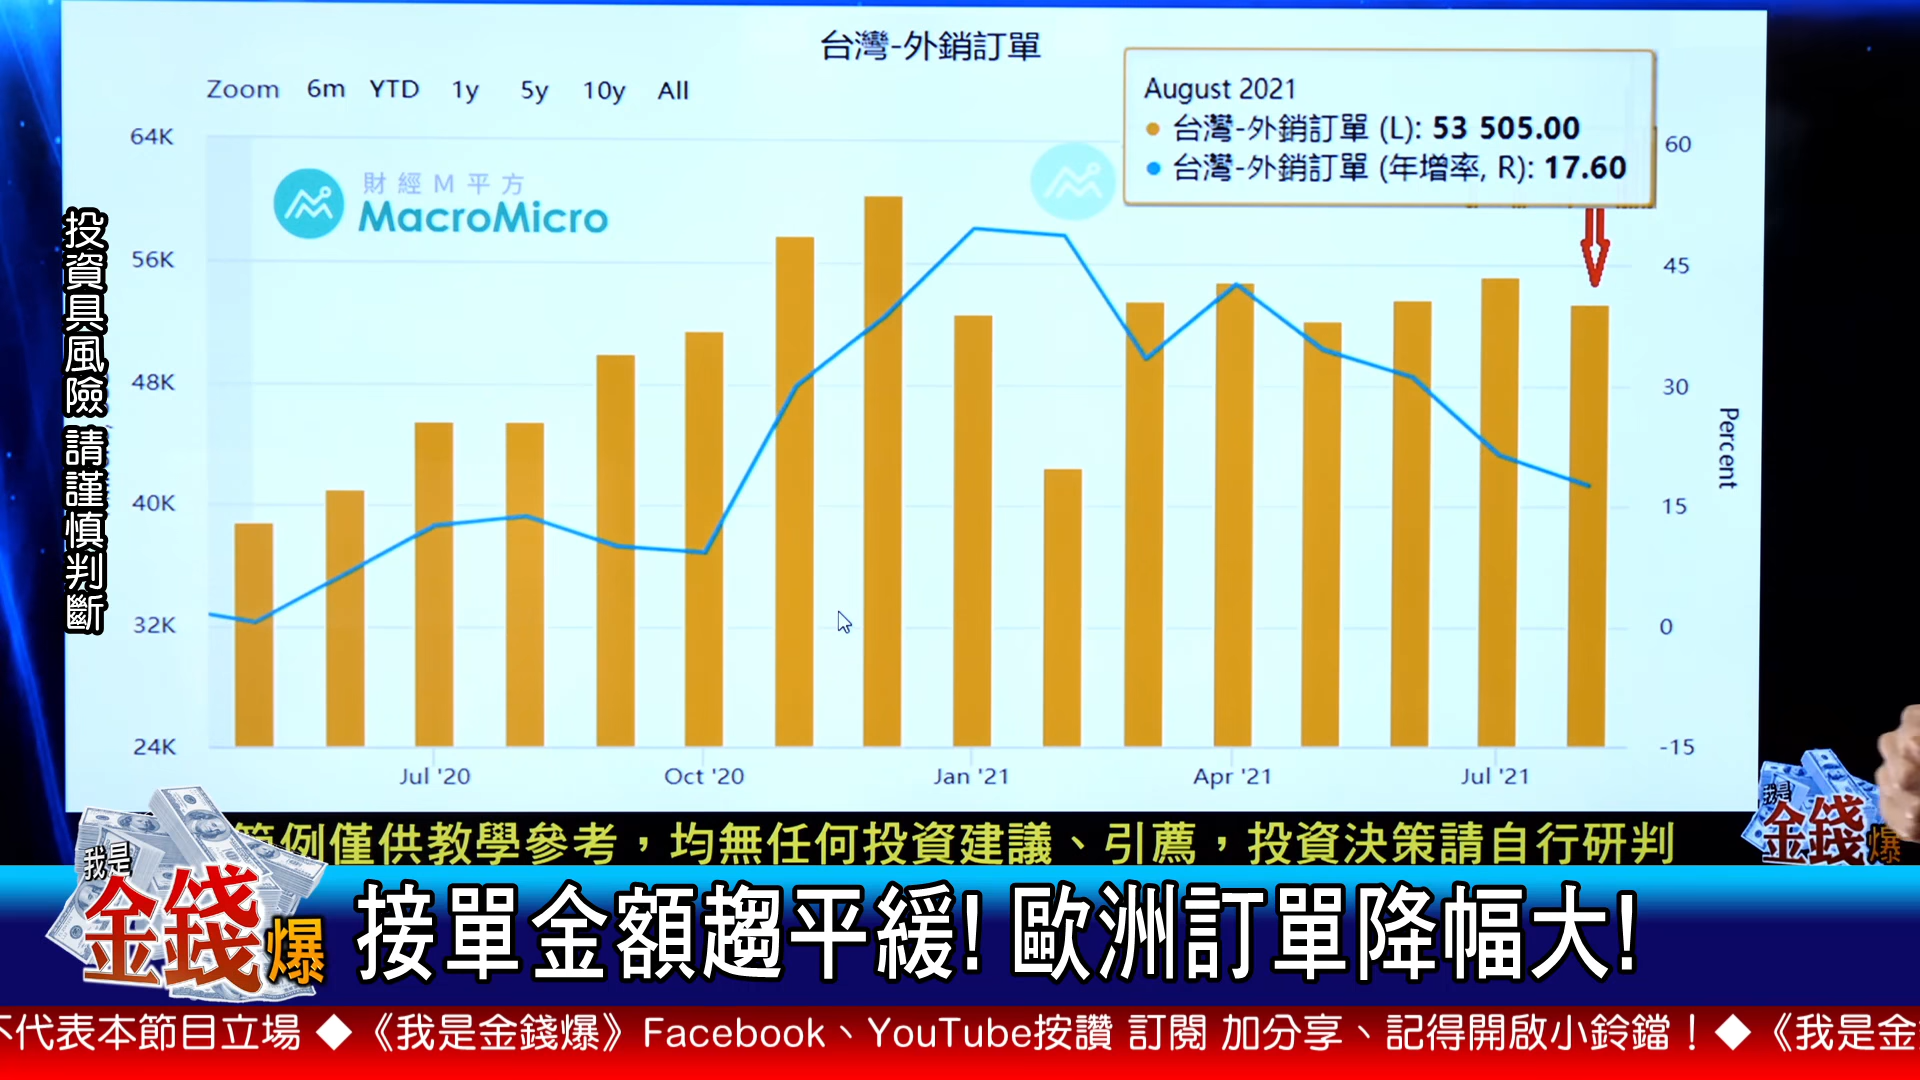 台灣-外銷訂單
Zoom 6m YTD 1y 5y 10y All
August 2021
台灣-外銷訂單 (L): 53 505.00
台灣-外銷訂單 (年增率, R): 17.60
財經M平方
MacroMicro
64K
56K
48K
40K
32K
24K
60
45
30
15
0
-15
Percent
Jul '20 Oct '20 Jan '21 Apr '21 Jul '21
投資具風險 請謹慎判斷
範例僅供教學參考，均無任何投資建議、引薦，投資決策請自行研判
我是金錢爆
我是金錢爆
接單金額趨平緩! 歐洲訂單降幅大!
不代表本節目立場 ◆《我是金錢爆》Facebook、YouTube按讚 訂閱 加分享、記得開啟小鈴鐺！◆《我是金